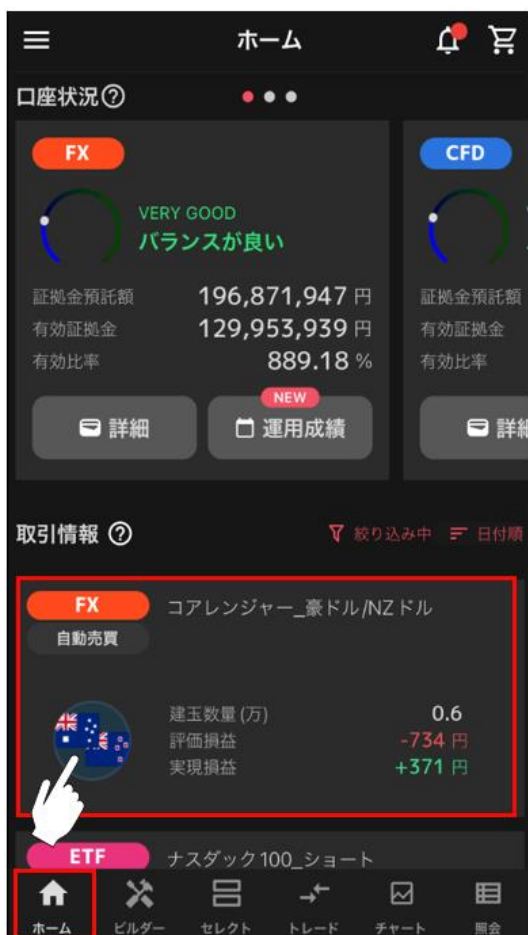 ホーム
口座状況?
FX
CFD
VERY GOOD
バランスが良い
証拠金預託額 196,871,947 円
証拠金預託額
有効証拠金 129,953,939 円
有効証拠金
有効比率 889.18 %
有効比率
NEW
詳細
運用成績
詳細
取引情報 ?
絞り込み中
日付順
FX
コアレンジャー_豪ドル/NZドル
自動売買
建玉数量(万) 0.6
評価損益 -734 円
実現損益 +371 円
ETF
ナスダック100_ショート
ホーム
ビルダー
セレクト
トレード
チャート
照会